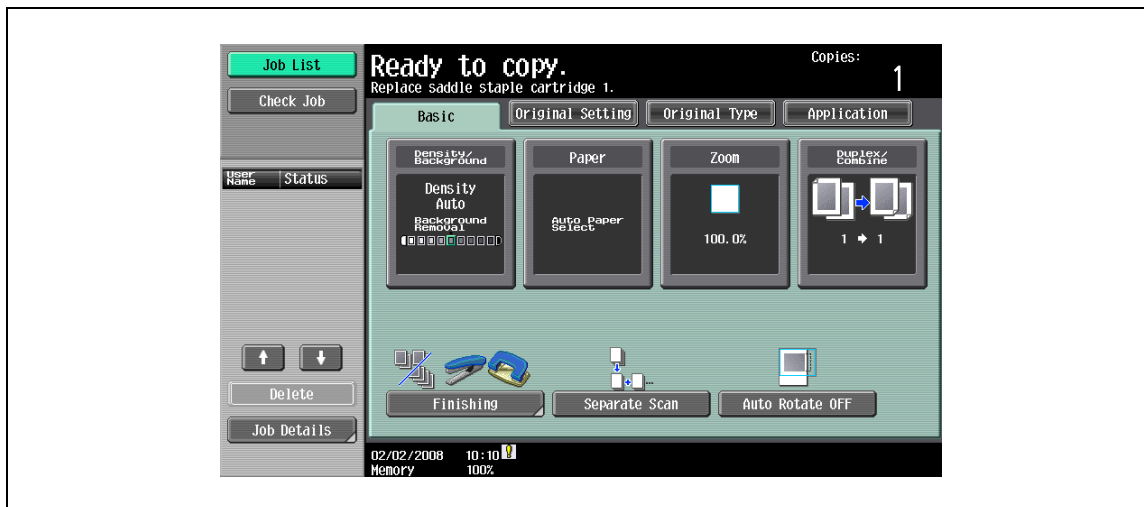 Job List
Check Job
User Name Status
Delete
Job Details
Ready to copy.
Replace saddle staple cartridge 1.
Copies:
1
Basic Original Setting Original Type Application
Density/
Background
Density
Auto
Background
Removal
Paper
Auto Paper
Select
Zoom
100.0%
Duplex/
Combine
1 → 1
Finishing Separate Scan Auto Rotate OFF
02/02/2008 10:10
Memory 100%